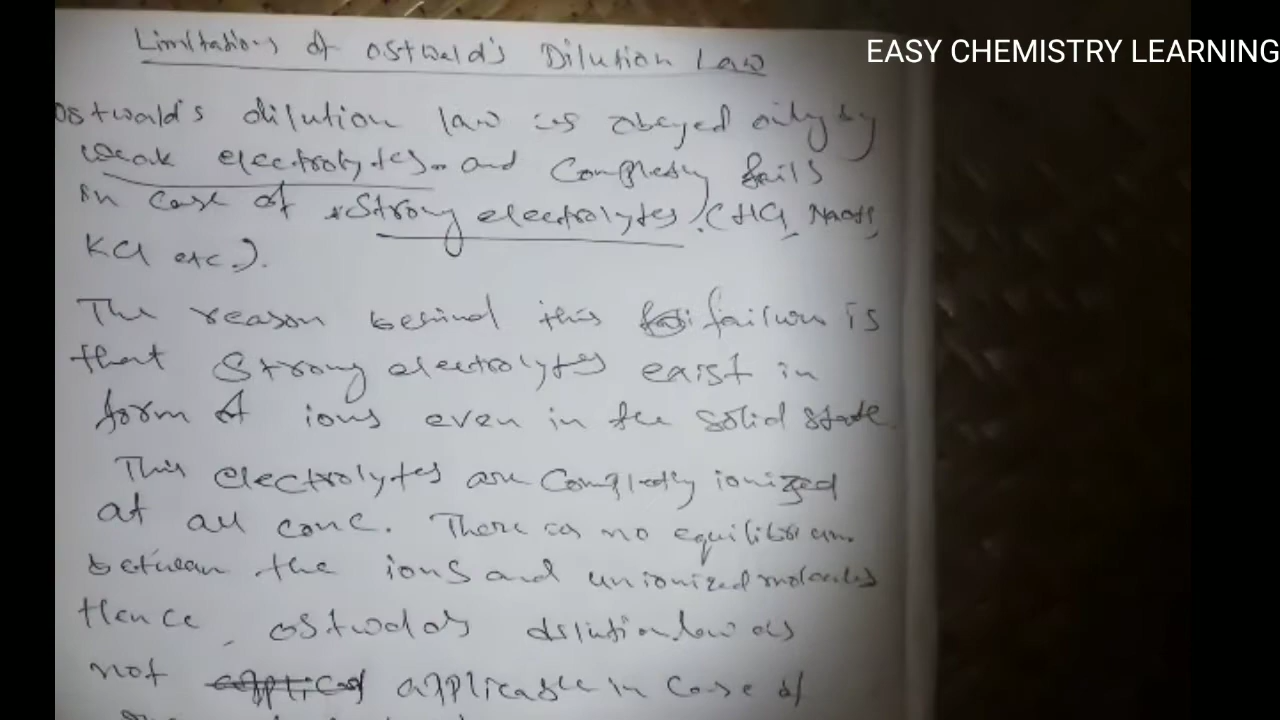 Limitations of Ostwald's Dilution Law
EASY CHEMISTRY LEARNING
Ostwald's dilution law is obeyed only by
weak electrolytes and Completly fails
in case of strong electrolytes (HCl, NaOH,
KCl etc.).
The reason behind this failure is
that Strong electrolytes exist in
form of ions even in the solid state.
This electrolytes are Completly ionized
at all conc. There is no equilibrium
between the ions and unionized molecules
Hence, ostwald's dilution law is
not applicable in case of